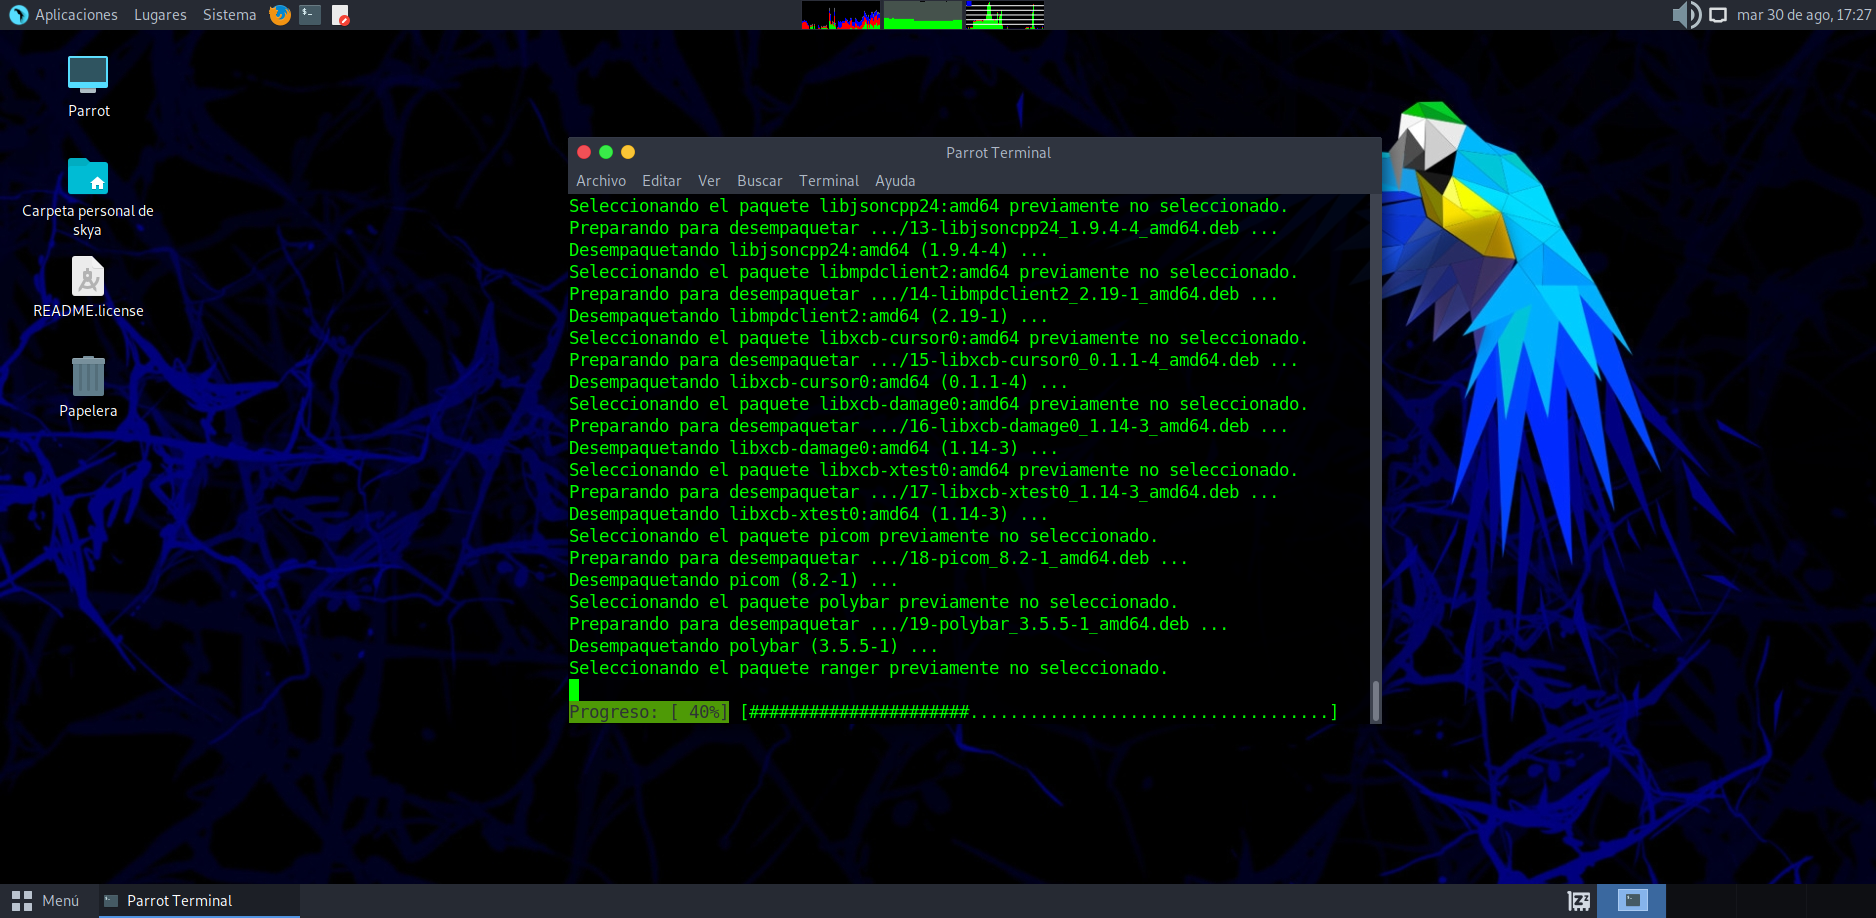 Aplicaciones Lugares Sistema
mar 30 de ago, 17:27
Parrot
Carpeta personal de
skya
README.license
Papelera
Parrot Terminal
Archivo Editar Ver Buscar Terminal Ayuda
Seleccionando el paquete libjsoncpp24:amd64 previamente no seleccionado.
Preparando para desempaquetar .../13-libjsoncpp24_1.9.4-4_amd64.deb ...
Desempaquetando libjsoncpp24:amd64 (1.9.4-4) ...
Seleccionando el paquete libmpdclient2:amd64 previamente no seleccionado.
Preparando para desempaquetar .../14-libmpdclient2_2.19-1_amd64.deb ...
Desempaquetando libmpdclient2:amd64 (2.19-1) ...
Seleccionando el paquete libxcb-cursor0:amd64 previamente no seleccionado.
Preparando para desempaquetar .../15-libxcb-cursor0_0.1.1-4_amd64.deb ...
Desempaquetando libxcb-cursor0:amd64 (0.1.1-4) ...
Seleccionando el paquete libxcb-damage0:amd64 previamente no seleccionado.
Preparando para desempaquetar .../16-libxcb-damage0_1.14-3_amd64.deb ...
Desempaquetando libxcb-damage0:amd64 (1.14-3) ...
Seleccionando el paquete libxcb-xtest0:amd64 previamente no seleccionado.
Preparando para desempaquetar .../17-libxcb-xtest0_1.14-3_amd64.deb ...
Desempaquetando libxcb-xtest0:amd64 (1.14-3) ...
Seleccionando el paquete picom previamente no seleccionado.
Preparando para desempaquetar .../18-picom_8.2-1_amd64.deb ...
Desempaquetando picom (8.2-1) ...
Seleccionando el paquete polybar previamente no seleccionado.
Preparando para desempaquetar .../19-polybar_3.5.5-1_amd64.deb ...
Desempaquetando polybar (3.5.5-1) ...
Seleccionando el paquete ranger previamente no seleccionado.
Progreso: [ 40%] [######################....................................]
Menú Parrot Terminal